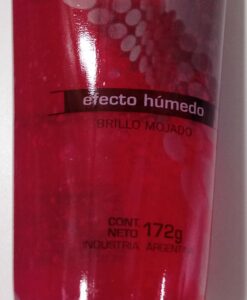 efecto húmedo
BRILLO MOJADO
CONT.
NETO 172g
INDUSTRIA ARGENTINA